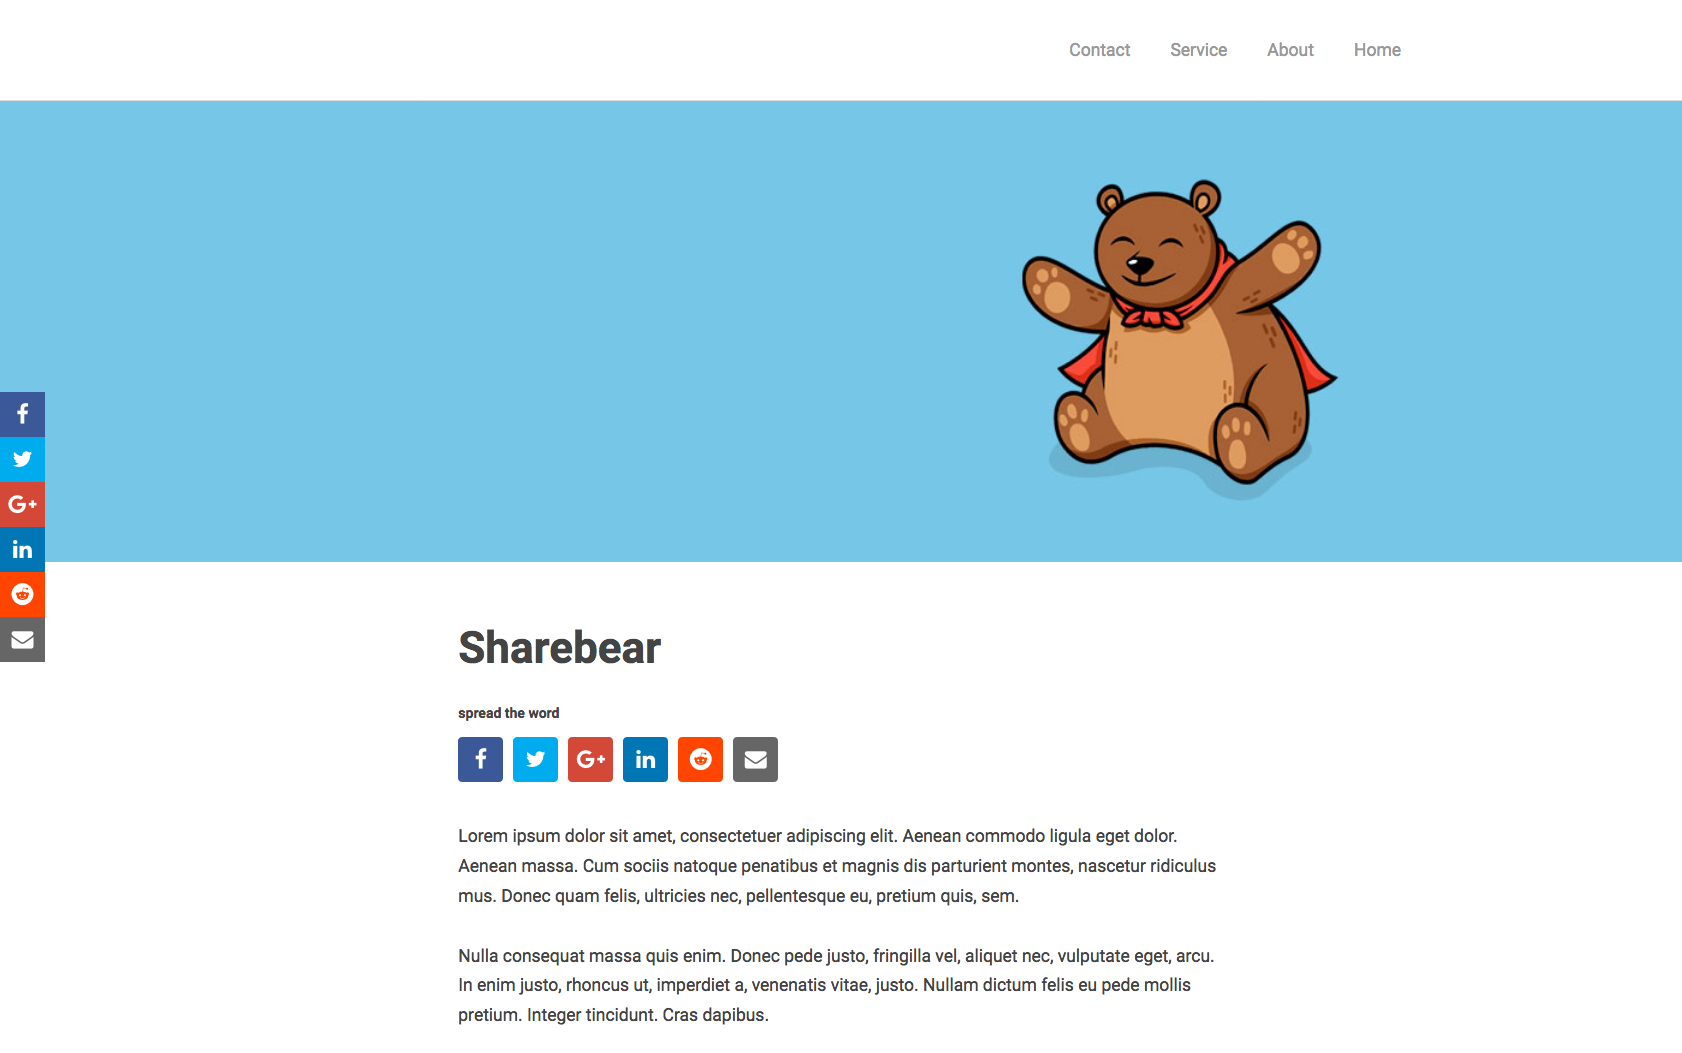 Contact Service About Home
Sharebear
spread the word
Lorem ipsum dolor sit amet, consectetuer adipiscing elit. Aenean commodo ligula eget dolor.
Aenean massa. Cum sociis natoque penatibus et magnis dis parturient montes, nascetur ridiculus
mus. Donec quam felis, ultricies nec, pellentesque eu, pretium quis, sem.
Nulla consequat massa quis enim. Donec pede justo, fringilla vel, aliquet nec, vulputate eget, arcu.
In enim justo, rhoncus ut, imperdiet a, venenatis vitae, justo. Nullam dictum felis eu pede mollis
pretium. Integer tincidunt. Cras dapibus.